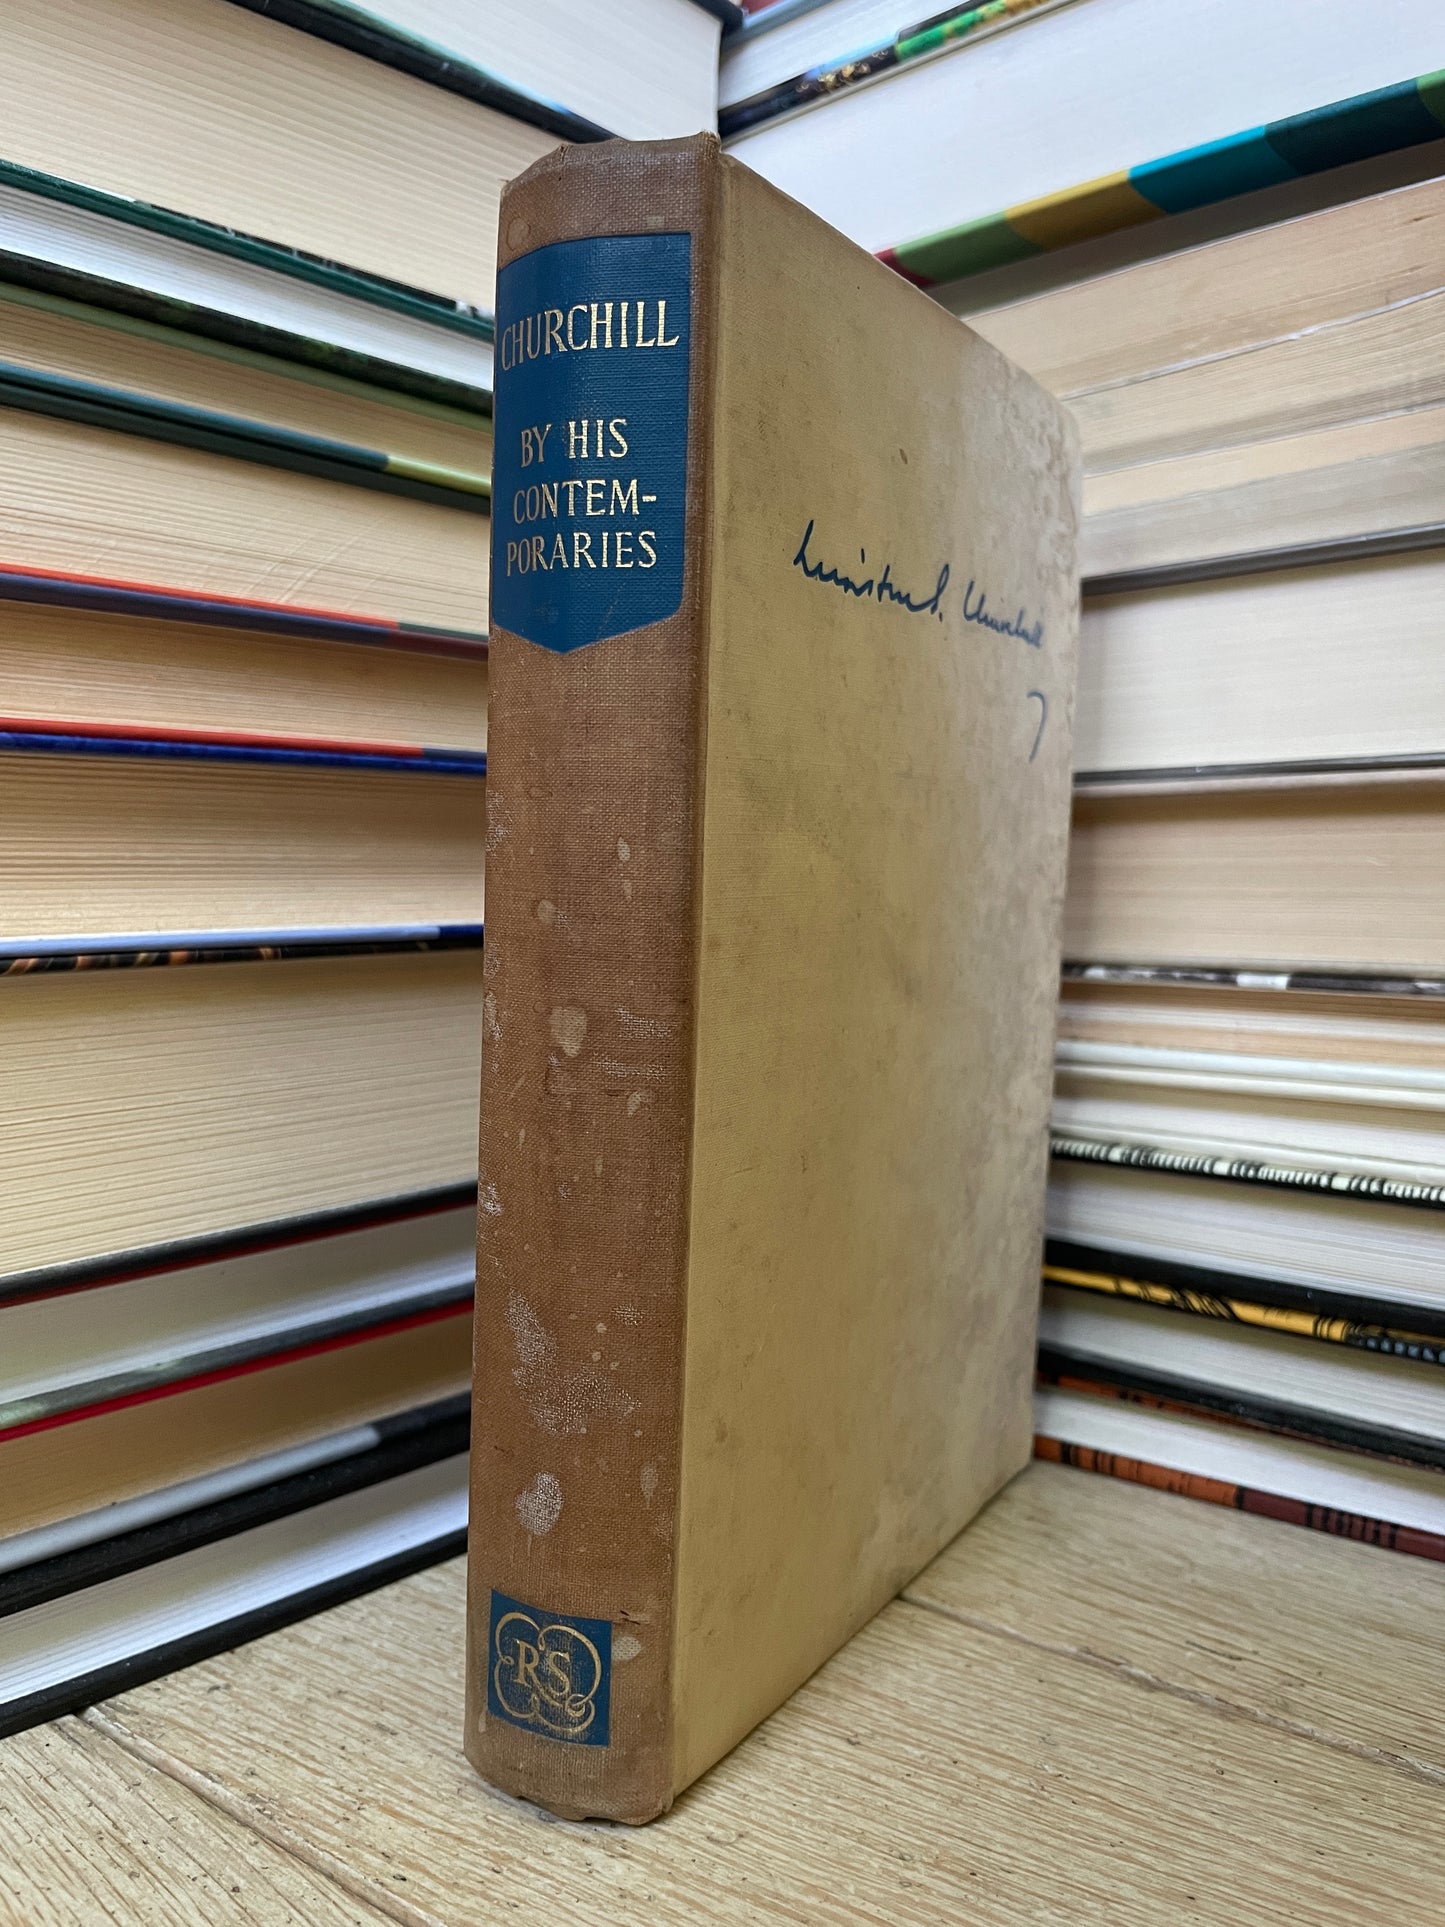 CHURCHILL
BY HIS
CONTEM-
PORARIES
Winston S. Churchill
RS